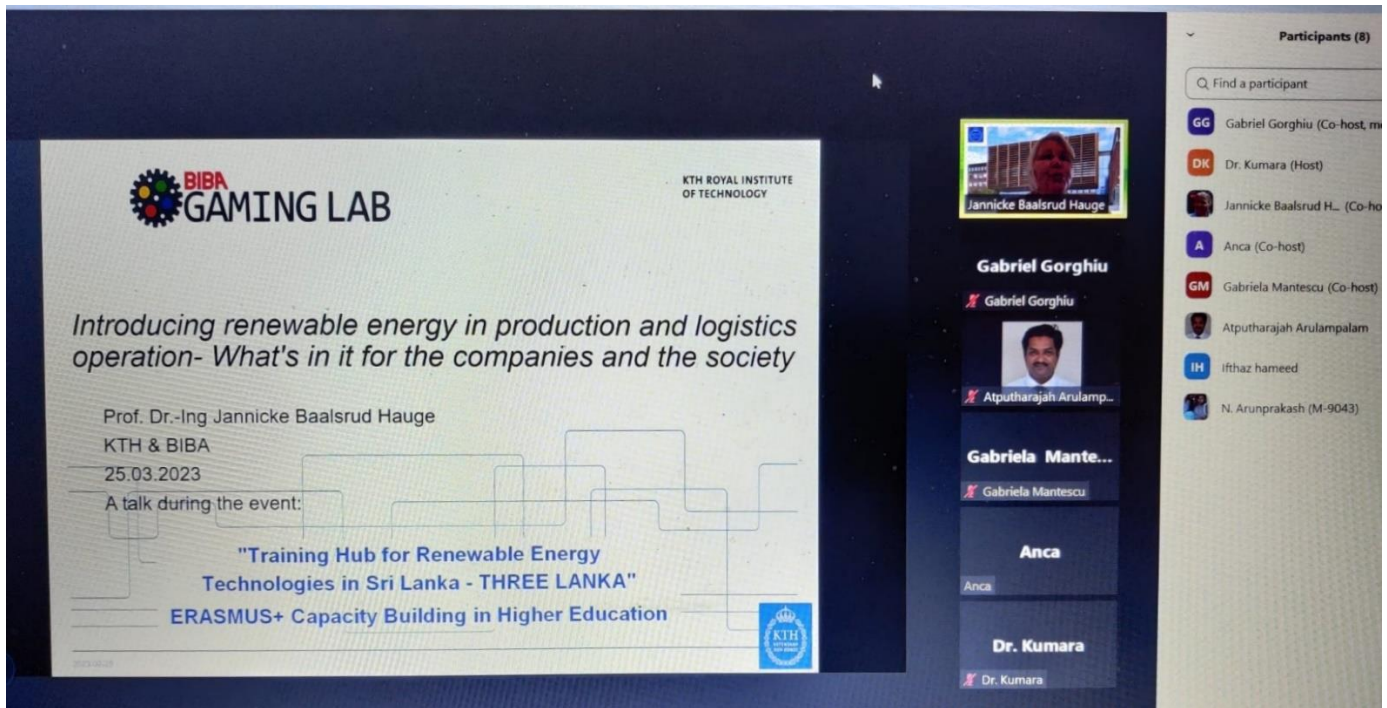 BIBA
GAMING LAB
KTH ROYAL INSTITUTE
OF TECHNOLOGY
Introducing renewable energy in production and logistics
operation- What's in it for the companies and the society
Prof. Dr.-Ing Jannicke Baalsrud Hauge
KTH & BIBA
25.03.2023
A talk during the event:
"Training Hub for Renewable Energy
Technologies in Sri Lanka - THREE LANKA"
ERASMUS+ Capacity Building in Higher Education
KTH
Jannicke Baalsrud Hauge
Gabriel Gorghiu
Gabriel Gorghiu
Atputharajah Arulamp...
Gabriela Mante...
Gabriela Mantescu
Anca
Anca
Dr. Kumara
Dr. Kumara
Participants (8)
Find a participant
GG Gabriel Gorghiu (Co-host, m
DK Dr. Kumara (Host)
Jannicke Baalsrud H... (Co-ho
A Anca (Co-host)
GM Gabriela Mantescu (Co-host)
Atputharajah Arulampalam
IH Ifthaz hameed
N. Arunprakash (M-9043)